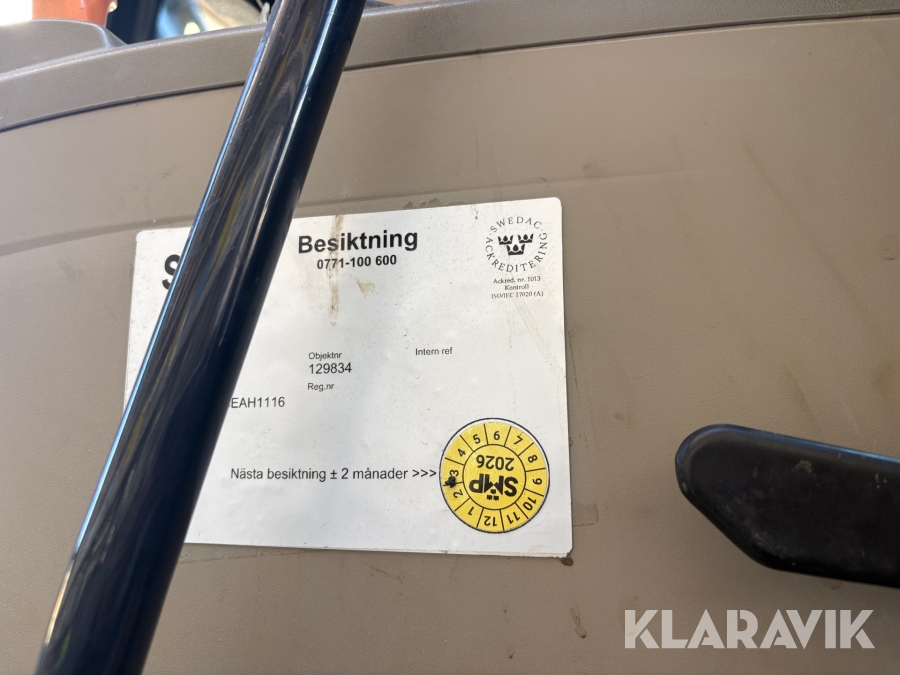 Besiktning
0771-100 600
SWEDAC
ACKREDITERING
Ackred. nr. 1013
Kontroll
ISO/IEC 17020 (A)
Objektnr
Intern ref
129834
Reg.nr
EAH1116
Nästa besiktning ± 2 månader >>>
1 2 3 4 5 6 7 8 9 10 11 12
SMP
2026
KLARAVIK